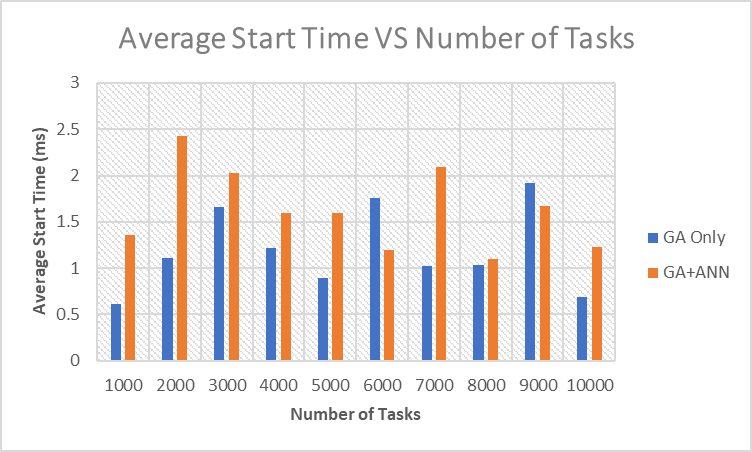 Average Start Time VS Number of Tasks
3
2.5
2
1.5
1
0.5
0
Average Start Time (ms)
1000 2000 3000 4000 5000 6000 7000 8000 9000 10000
Number of Tasks
GA Only
GA+ANN